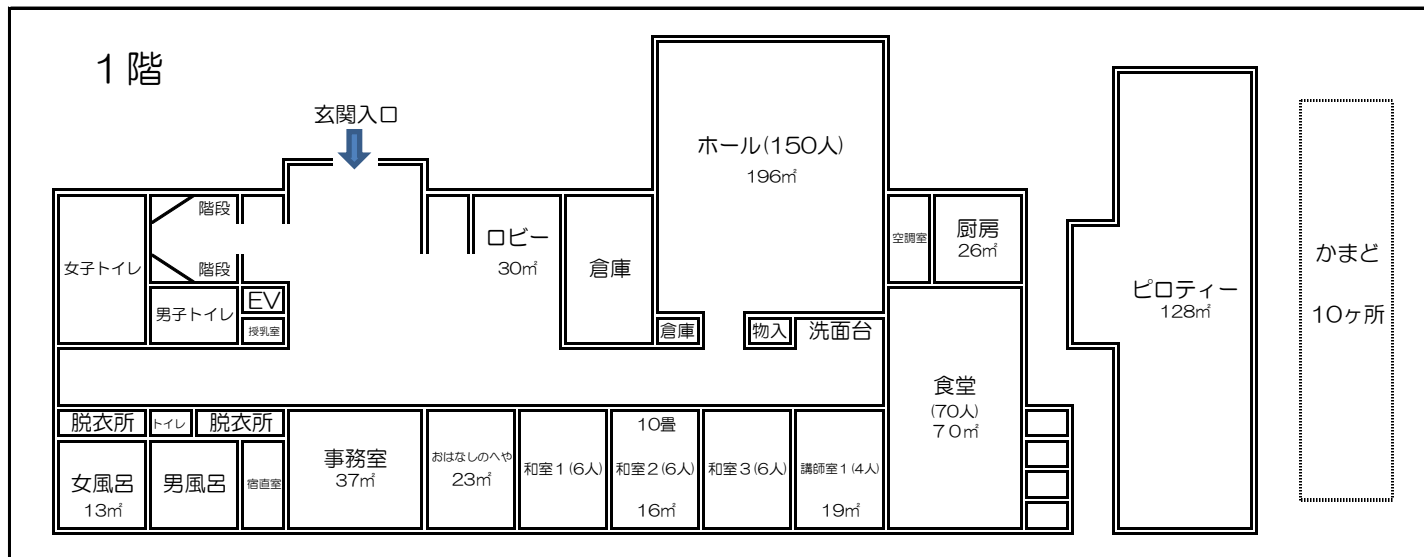 1階
玄関入口
ホール(150人)
196㎡
階段
女子トイレ
階段
男子トイレ
EV
授乳室
ロビー
30㎡
倉庫
空調室
厨房
26㎡
倉庫
物入
洗面台
食堂
(70人)
70㎡
ピロティー
128㎡
かまど
10ヶ所
脱衣所
トイレ
脱衣所
女風呂
13㎡
男風呂
宿直室
事務室
37㎡
おはなしのへや
23㎡
和室1(6人)
10畳
和室2(6人)
16㎡
和室3(6人)
講師室1(4人)
19㎡